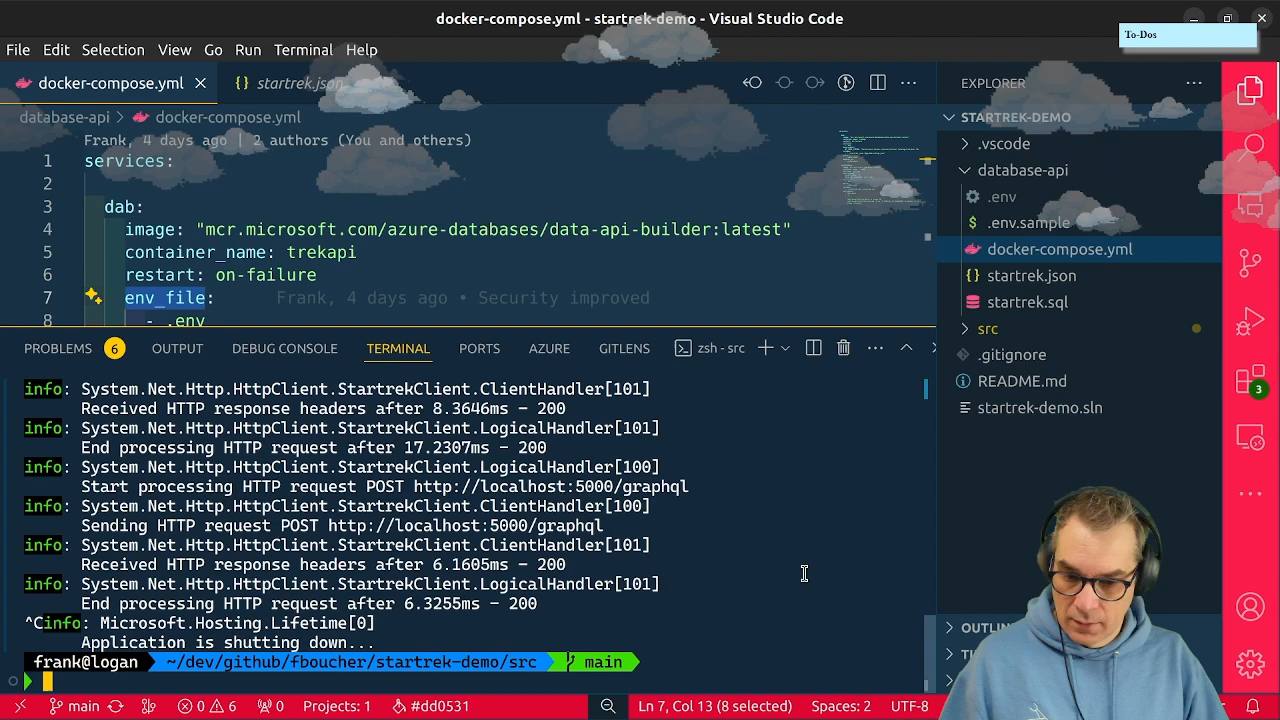 docker-compose.yml - startrek-demo - Visual Studio Code
To-Dos
File Edit Selection View Go Run Terminal Help
docker-compose.yml startrek.json
database-api docker-compose.yml
Frank, 4 days ago | 2 authors (You and others)
1 services:
2
3 dab:
4 image: "mcr.microsoft.com/azure-databases/data-api-builder:latest"
5 container_name: trekapi
6 restart: on-failure
7 env_file: Frank, 4 days ago • Security improved
8 - .env
EXPLORER
STARTREK-DEMO
.vscode
database-api
.env
.env.sample
docker-compose.yml
startrek.json
startrek.sql
src
.gitignore
README.md
startrek-demo.sln
3
PROBLEMS 6 OUTPUT DEBUG CONSOLE TERMINAL PORTS AZURE GITLENS zsh - src
info: System.Net.Http.HttpClient.StartrekClient.ClientHandler[101]
Received HTTP response headers after 8.3646ms - 200
info: System.Net.Http.HttpClient.StartrekClient.LogicalHandler[101]
End processing HTTP request after 17.2307ms - 200
info: System.Net.Http.HttpClient.StartrekClient.LogicalHandler[100]
Start processing HTTP request POST http://localhost:5000/graphql
info: System.Net.Http.HttpClient.StartrekClient.ClientHandler[100]
Sending HTTP request POST http://localhost:5000/graphql
info: System.Net.Http.HttpClient.StartrekClient.ClientHandler[101]
Received HTTP response headers after 6.1605ms - 200
info: System.Net.Http.HttpClient.StartrekClient.LogicalHandler[101]
End processing HTTP request after 6.3255ms - 200
^Cinfo: Microsoft.Hosting.Lifetime[0]
Application is shutting down...
frank@logan ~/dev/github/fboucher/startrek-demo/src main
main 0 6 0 Projects: 1 #dd0531 Ln 7, Col 13 (8 selected) Spaces: 2 UTF-8